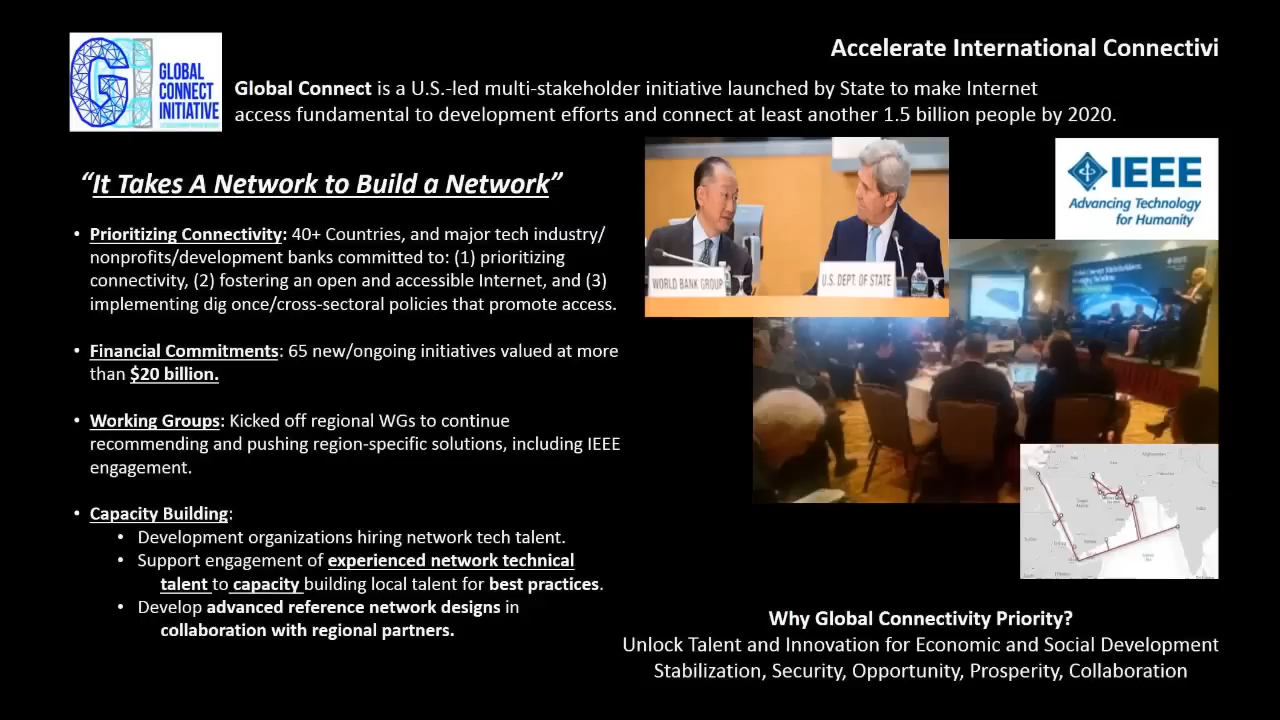 Accelerate International Connectivi
GLOBAL
CONNECT
INITIATIVE
Global Connect is a U.S.-led multi-stakeholder initiative launched by State to make Internet
access fundamental to development efforts and connect at least another 1.5 billion people by 2020.
“It Takes A Network to Build a Network”
• Prioritizing Connectivity: 40+ Countries, and major tech industry/
nonprofits/development banks committed to: (1) prioritizing
connectivity, (2) fostering an open and accessible Internet, and (3)
implementing dig once/cross-sectoral policies that promote access.
• Financial Commitments: 65 new/ongoing initiatives valued at more
than $20 billion.
• Working Groups: Kicked off regional WGs to continue
recommending and pushing region-specific solutions, including IEEE
engagement.
• Capacity Building:
• Development organizations hiring network tech talent.
• Support engagement of experienced network technical
talent to capacity building local talent for best practices.
• Develop advanced reference network designs in
collaboration with regional partners.
WORLD BANK GROUP
U.S. DEPT. OF STATE
IEEE
Advancing Technology
for Humanity
Why Global Connectivity Priority?
Unlock Talent and Innovation for Economic and Social Development
Stabilization, Security, Opportunity, Prosperity, Collaboration